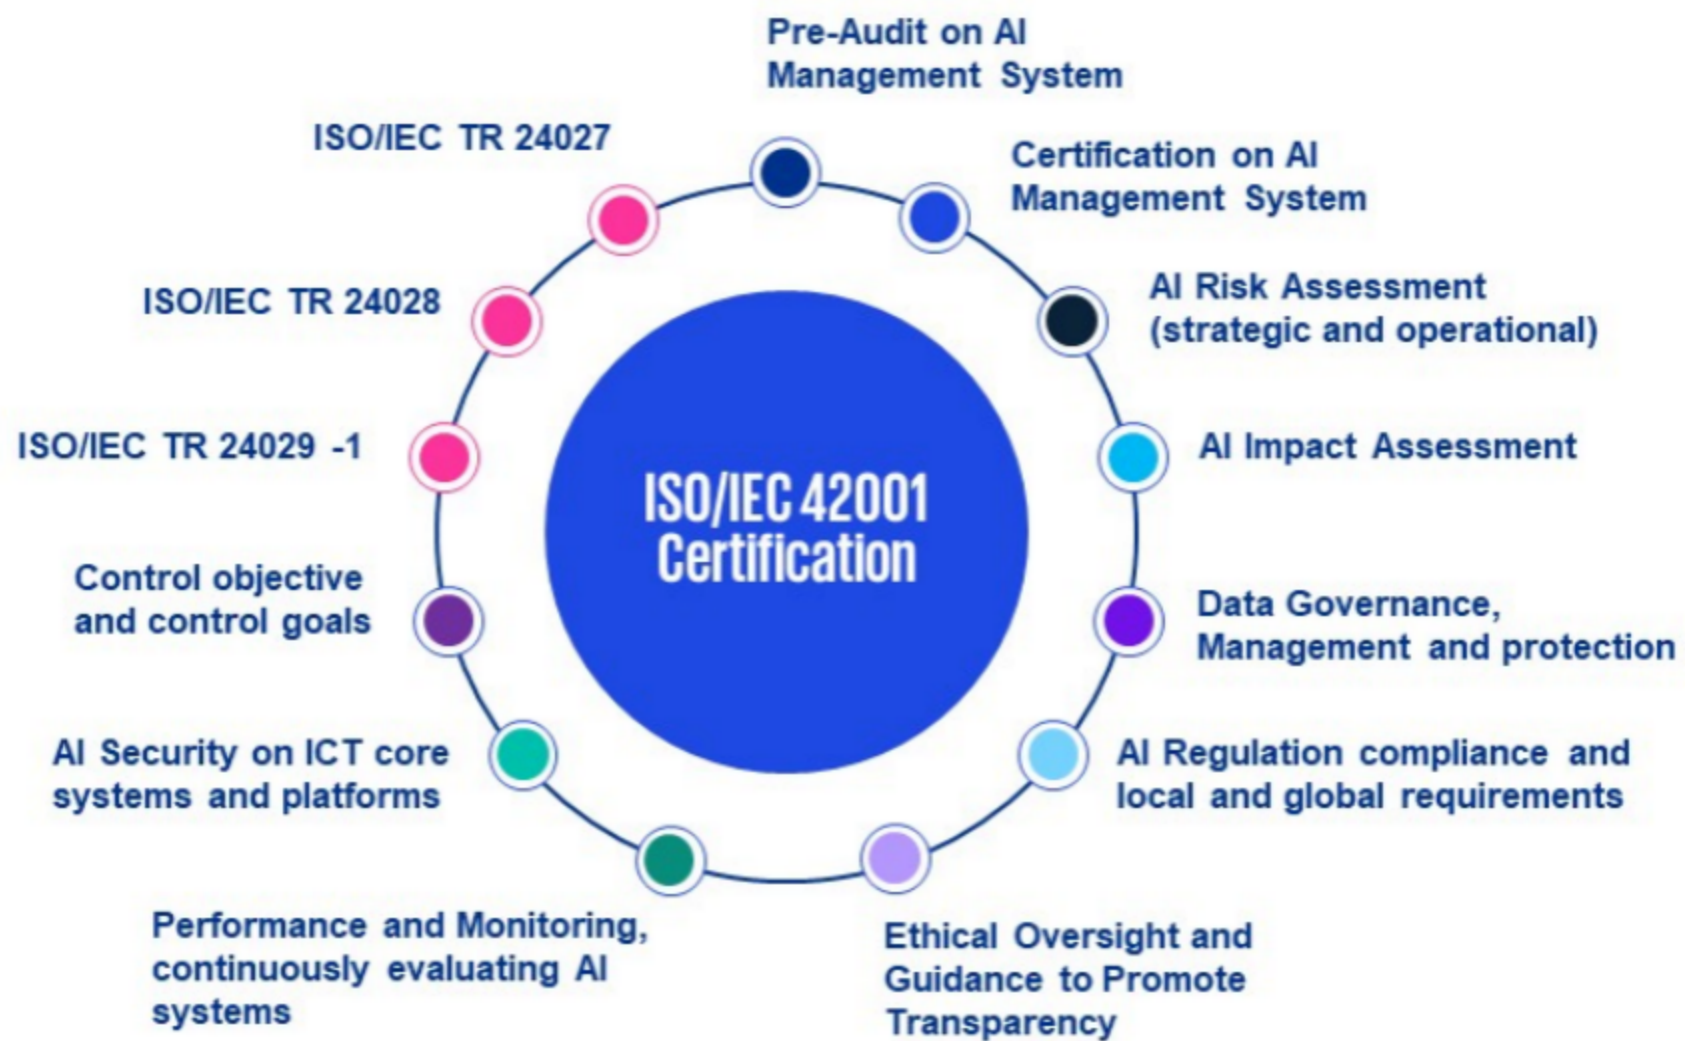 Pre-Audit on AI
Management System
Certification on AI
Management System
AI Risk Assessment
(strategic and operational)
AI Impact Assessment
Data Governance,
Management and protection
AI Regulation compliance and
local and global requirements
Ethical Oversight and
Guidance to Promote
Transparency
Performance and Monitoring,
continuously evaluating AI
systems
AI Security on ICT core
systems and platforms
Control objective
and control goals
ISO/IEC TR 24029 -1
ISO/IEC TR 24028
ISO/IEC TR 24027
ISO/IEC 42001
Certification